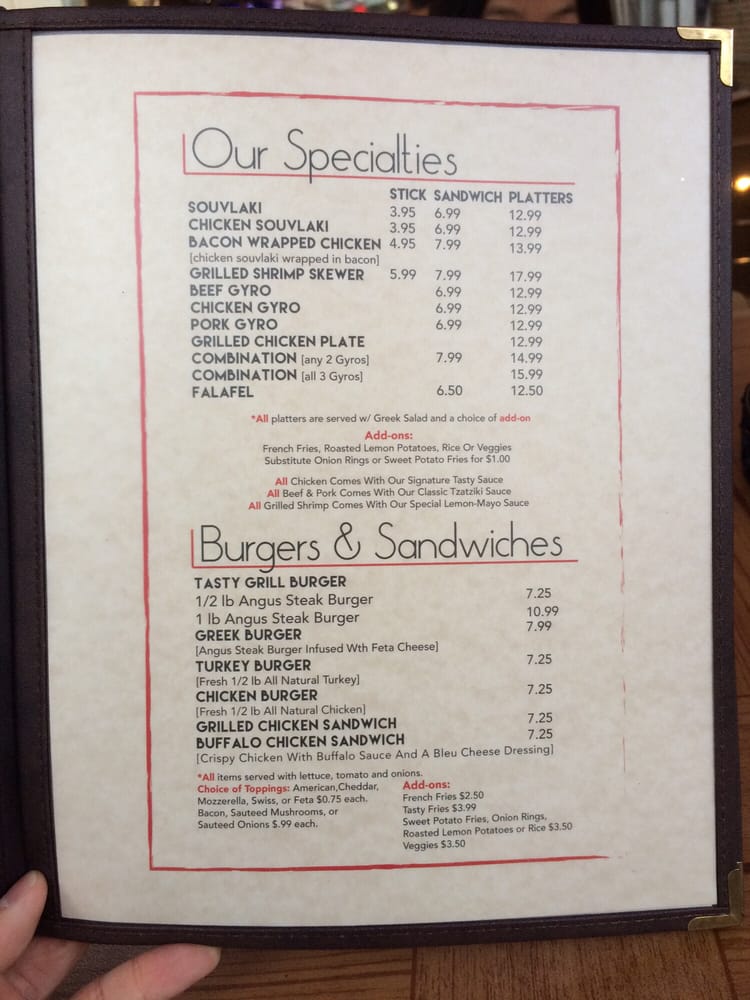 Our Specialties
STICK SANDWICH PLATTERS
SOUVLAKI 3.95 6.99 12.99
CHICKEN SOUVLAKI 3.95 6.99 12.99
BACON WRAPPED CHICKEN 4.95 7.99 13.99
[chicken souvlaki wrapped in bacon]
GRILLED SHRIMP SKEWER 5.99 7.99 17.99
BEEF GYRO 6.99 12.99
CHICKEN GYRO 6.99 12.99
PORK GYRO 6.99 12.99
GRILLED CHICKEN PLATE 12.99
COMBINATION [any 2 Gyros] 7.99 14.99
COMBINATION [all 3 Gyros] 15.99
FALAFEL 6.50 12.50
*All platters are served w/ Greek Salad and a choice of add-on
Add-ons:
French Fries, Roasted Lemon Potatoes, Rice Or Veggies
Substitute Onion Rings or Sweet Potato Fries for $1.00
All Chicken Comes With Our Signature Tasty Sauce
All Beef & Pork Comes With Our Classic Tzatziki Sauce
All Grilled Shrimp Comes With Our Special Lemon-Mayo Sauce
Burgers & Sandwiches
TASTY GRILL BURGER
1/2 lb Angus Steak Burger 7.25
1 lb Angus Steak Burger 10.99
GREEK BURGER 7.99
[Angus Steak Burger Infused Wth Feta Cheese]
TURKEY BURGER 7.25
[Fresh 1/2 lb All Natural Turkey]
CHICKEN BURGER 7.25
[Fresh 1/2 lb All Natural Chicken]
GRILLED CHICKEN SANDWICH 7.25
BUFFALO CHICKEN SANDWICH 7.25
[Crispy Chicken With Buffalo Sauce And A Bleu Cheese Dressing]
*All items served with lettuce, tomato and onions.
Choice of Toppings: American,Cheddar,
Mozzerella, Swiss, or Feta $0.75 each.
Bacon, Sauteed Mushrooms, or
Sauteed Onions $.99 each.
Add-ons:
French Fries $2.50
Tasty Fries $3.99
Sweet Potato Fries, Onion Rings,
Roasted Lemon Potatoes or Rice $3.50
Veggies $3.50